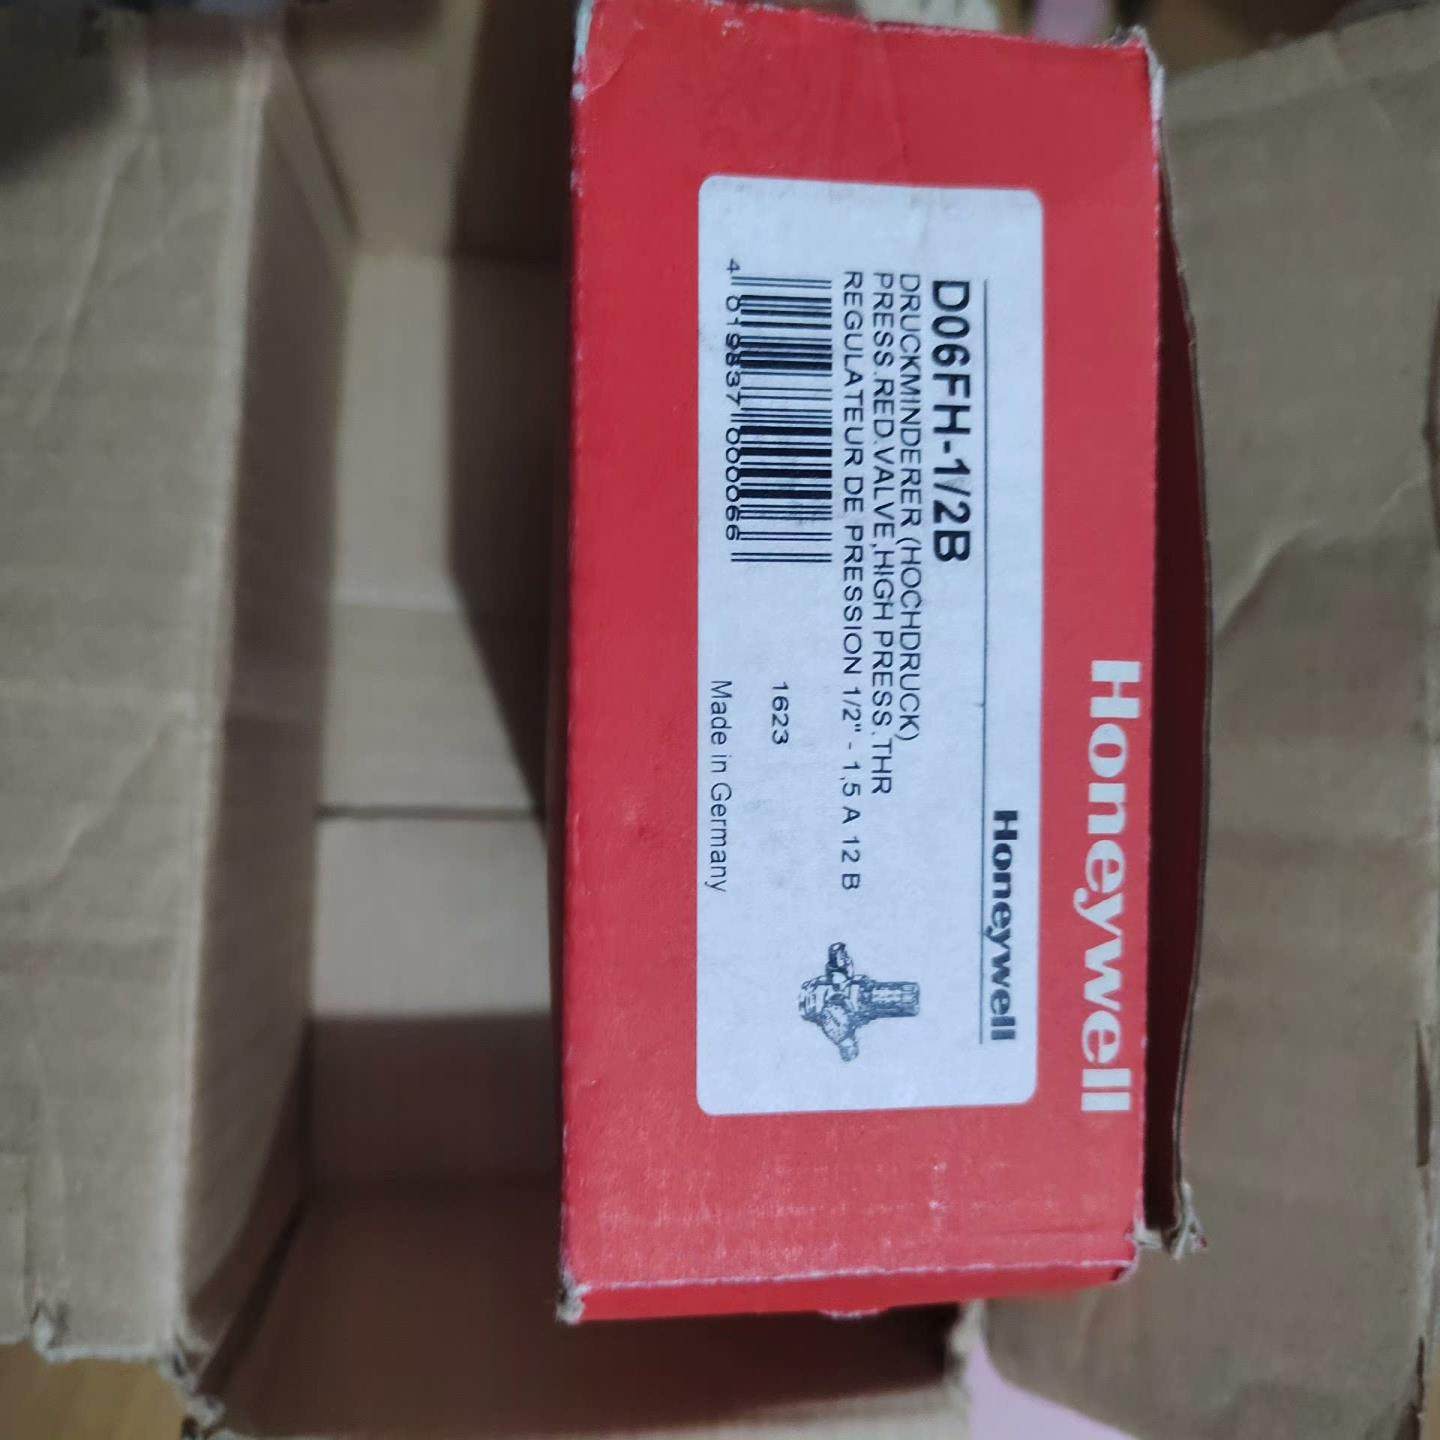 Honeywell
Honeywell
D06FH-1/2B
DRUCKMINDERER (HOCHDRUCK)
PRESS.RED.VALVE,HIGH PRESS.THR
REGULATEUR DE PRESSION 1/2" - 1,5 A 12 B
1623
4 019837 000066
Made in Germany